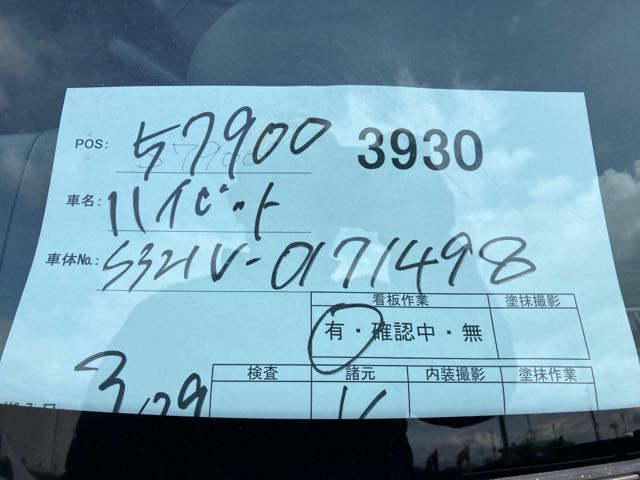 POS: 57900 3930
車名: ハイゼット
車体No.: S321V-0171498
看板作業 塗抹撮影
有・確認中・無
検査 諸元 内装撮影 塗抹作業
3/29 レ